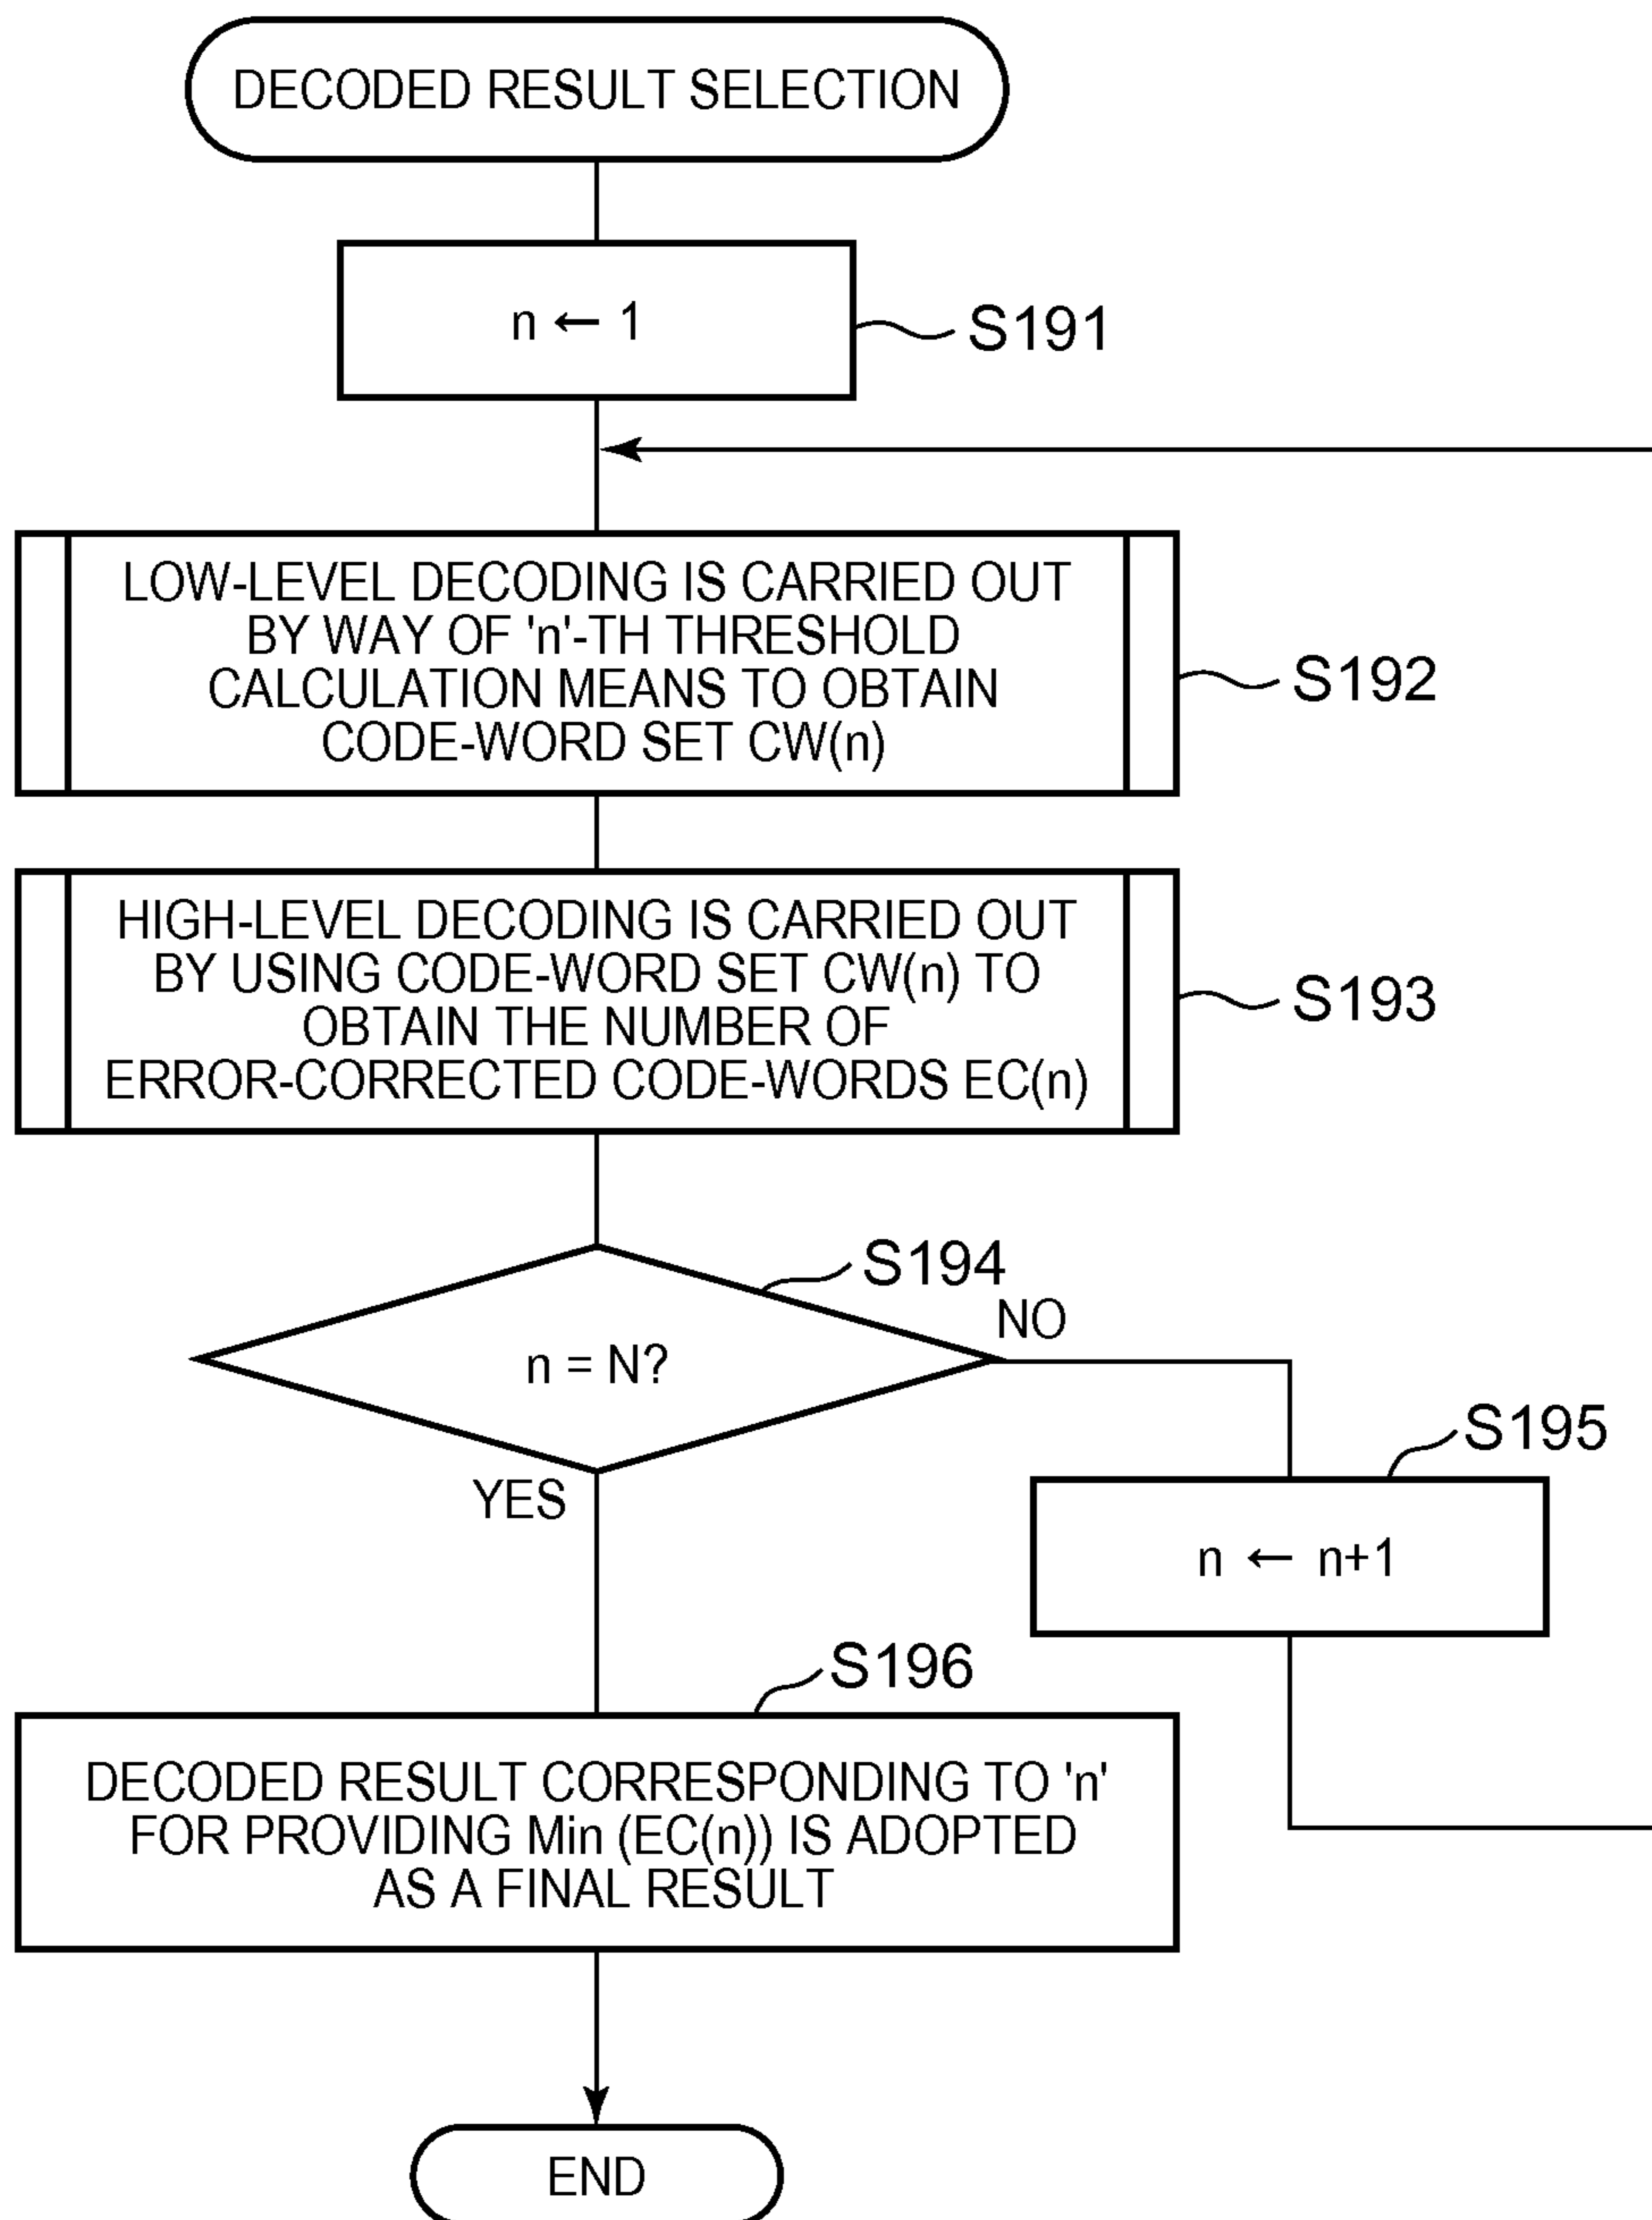 DECODED RESULT SELECTION
n ← 1
S191
LOW-LEVEL DECODING IS CARRIED OUT
BY WAY OF 'n'-TH THRESHOLD
CALCULATION MEANS TO OBTAIN
CODE-WORD SET CW(n)
S192
HIGH-LEVEL DECODING IS CARRIED OUT
BY USING CODE-WORD SET CW(n) TO
OBTAIN THE NUMBER OF
ERROR-CORRECTED CODE-WORDS EC(n)
S193
S194
NO
n = N?
YES
S195
n ← n+1
S196
DECODED RESULT CORRESPONDING TO 'n'
FOR PROVIDING Min (EC(n)) IS ADOPTED
AS A FINAL RESULT
END